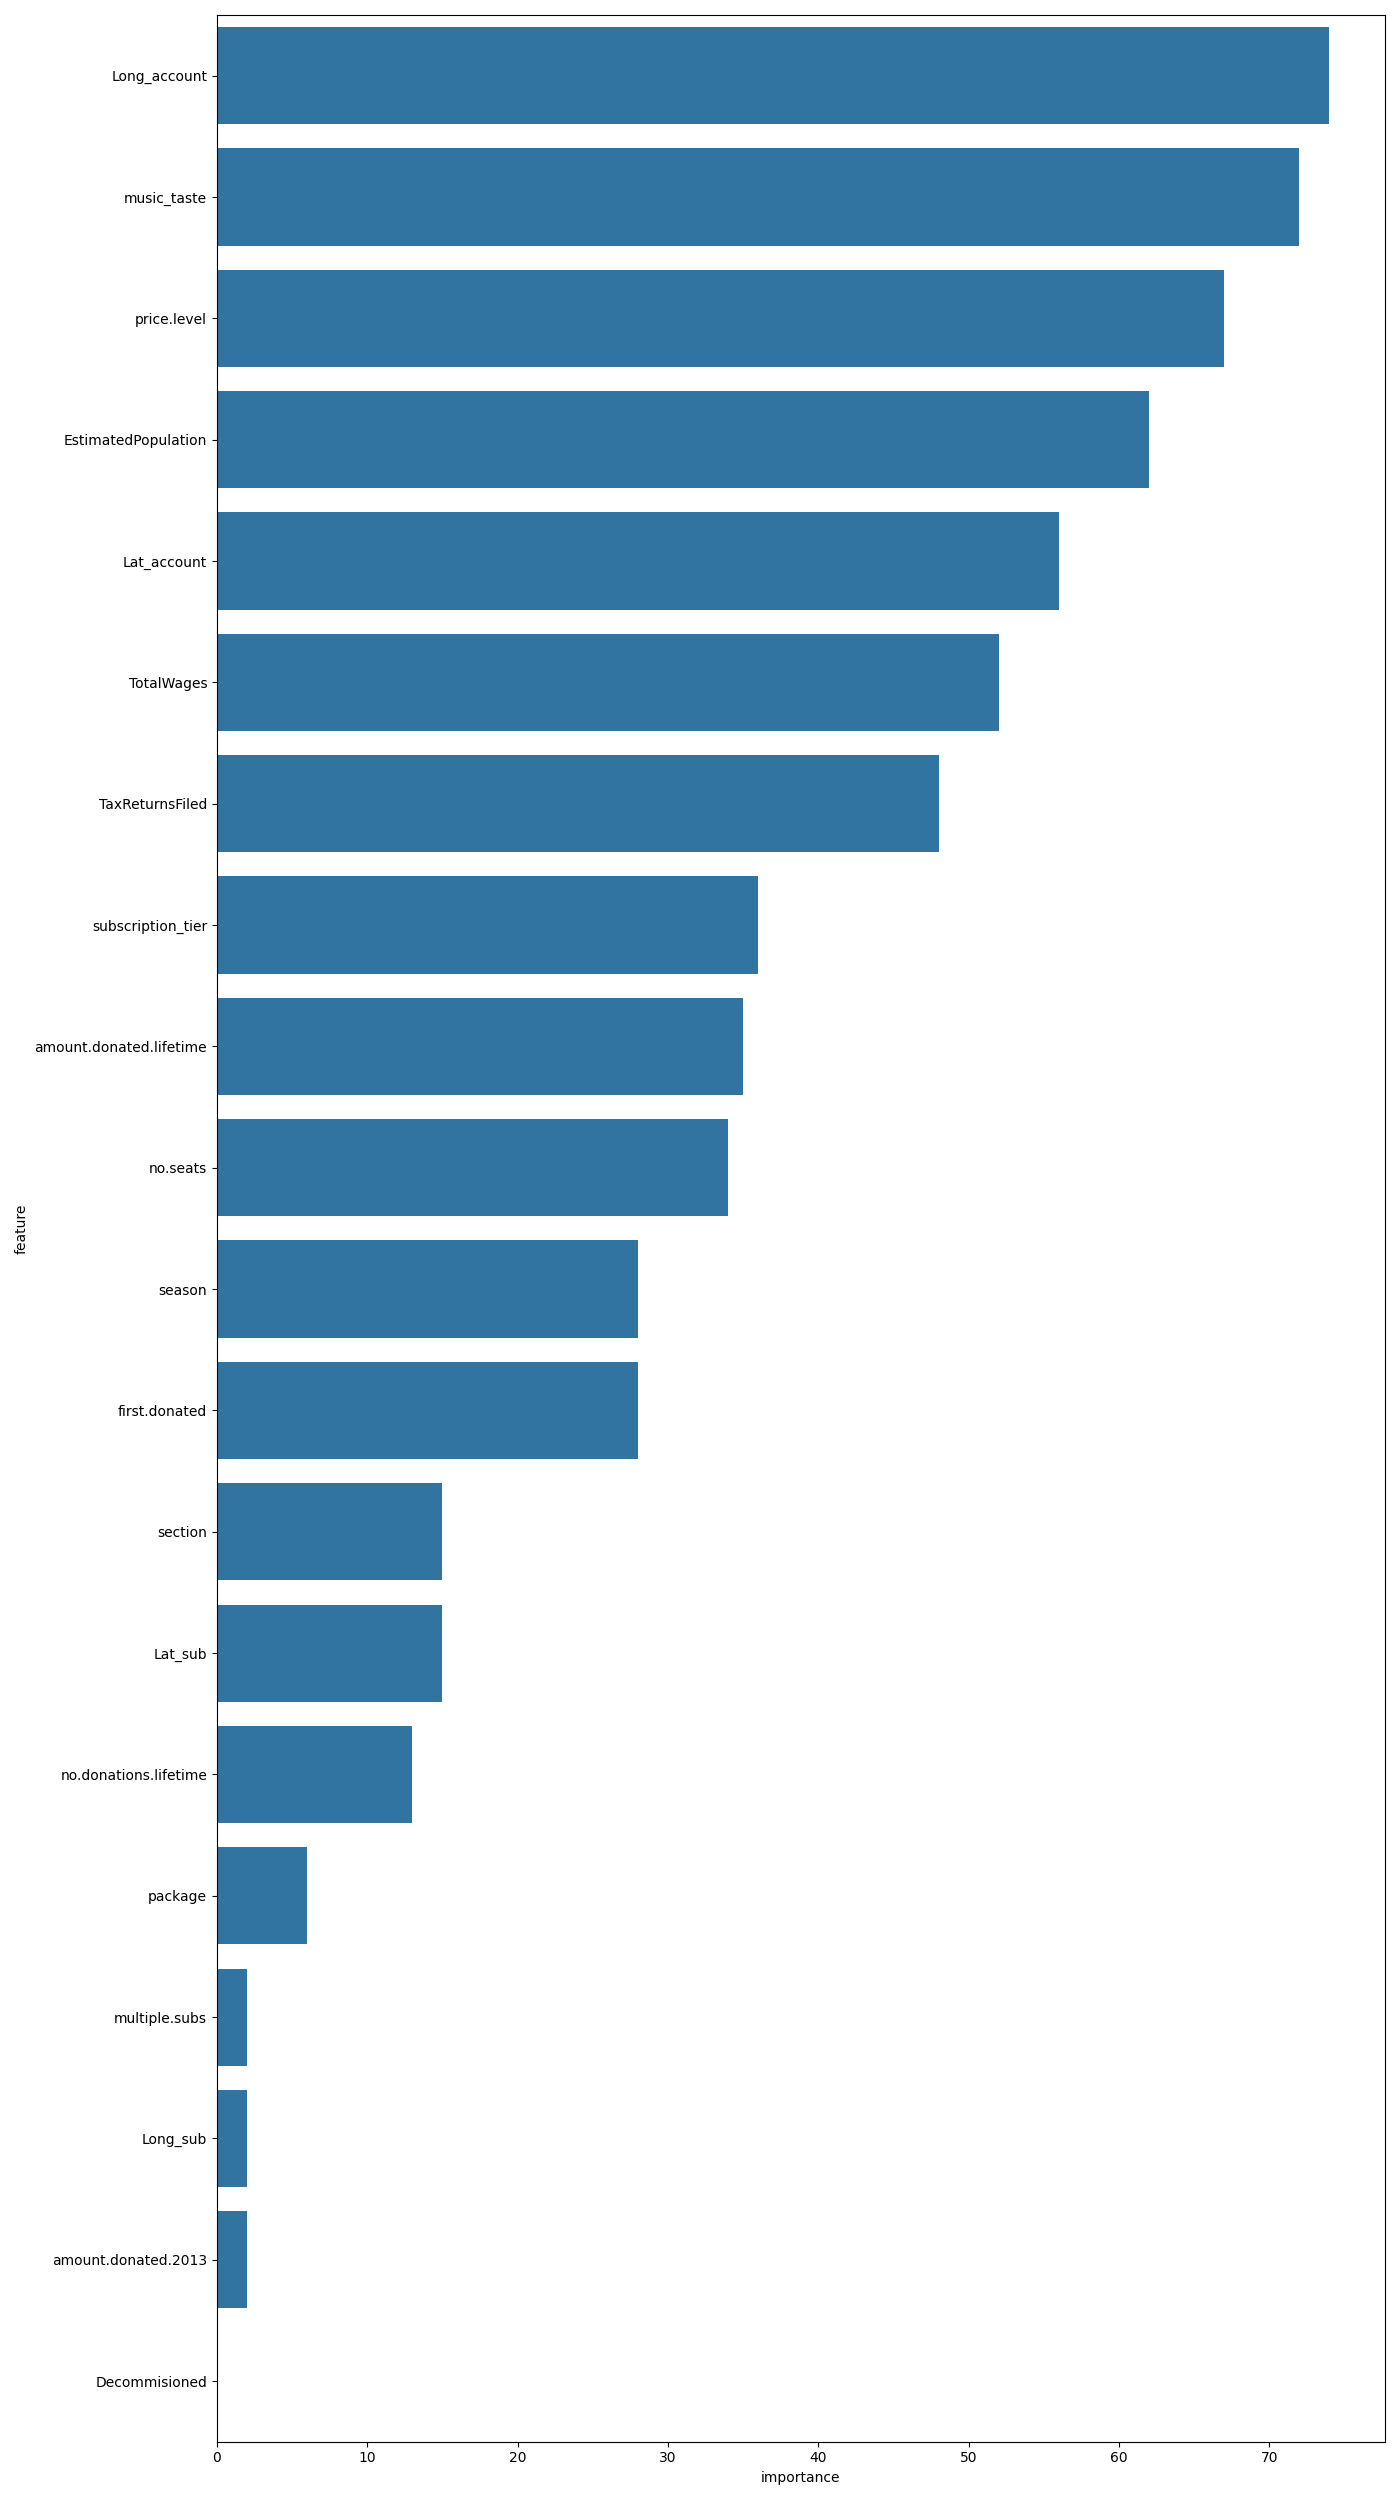 Long_account
music_taste
price.level
EstimatedPopulation
Lat_account
TotalWages
TaxReturnsFiled
subscription_tier
amount.donated.lifetime
no.seats
season
first.donated
section
Lat_sub
no.donations.lifetime
package
multiple.subs
Long_sub
amount.donated.2013
Decommisioned
feature
0 10 20 30 40 50 60 70
importance